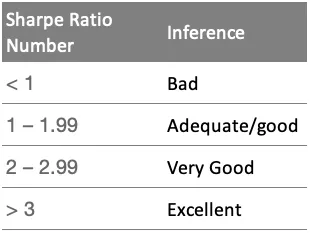 Sharpe Ratio Inference
Number
< 1 Bad
1 – 1.99 Adequate/good
2 – 2.99 Very Good
> 3 Excellent